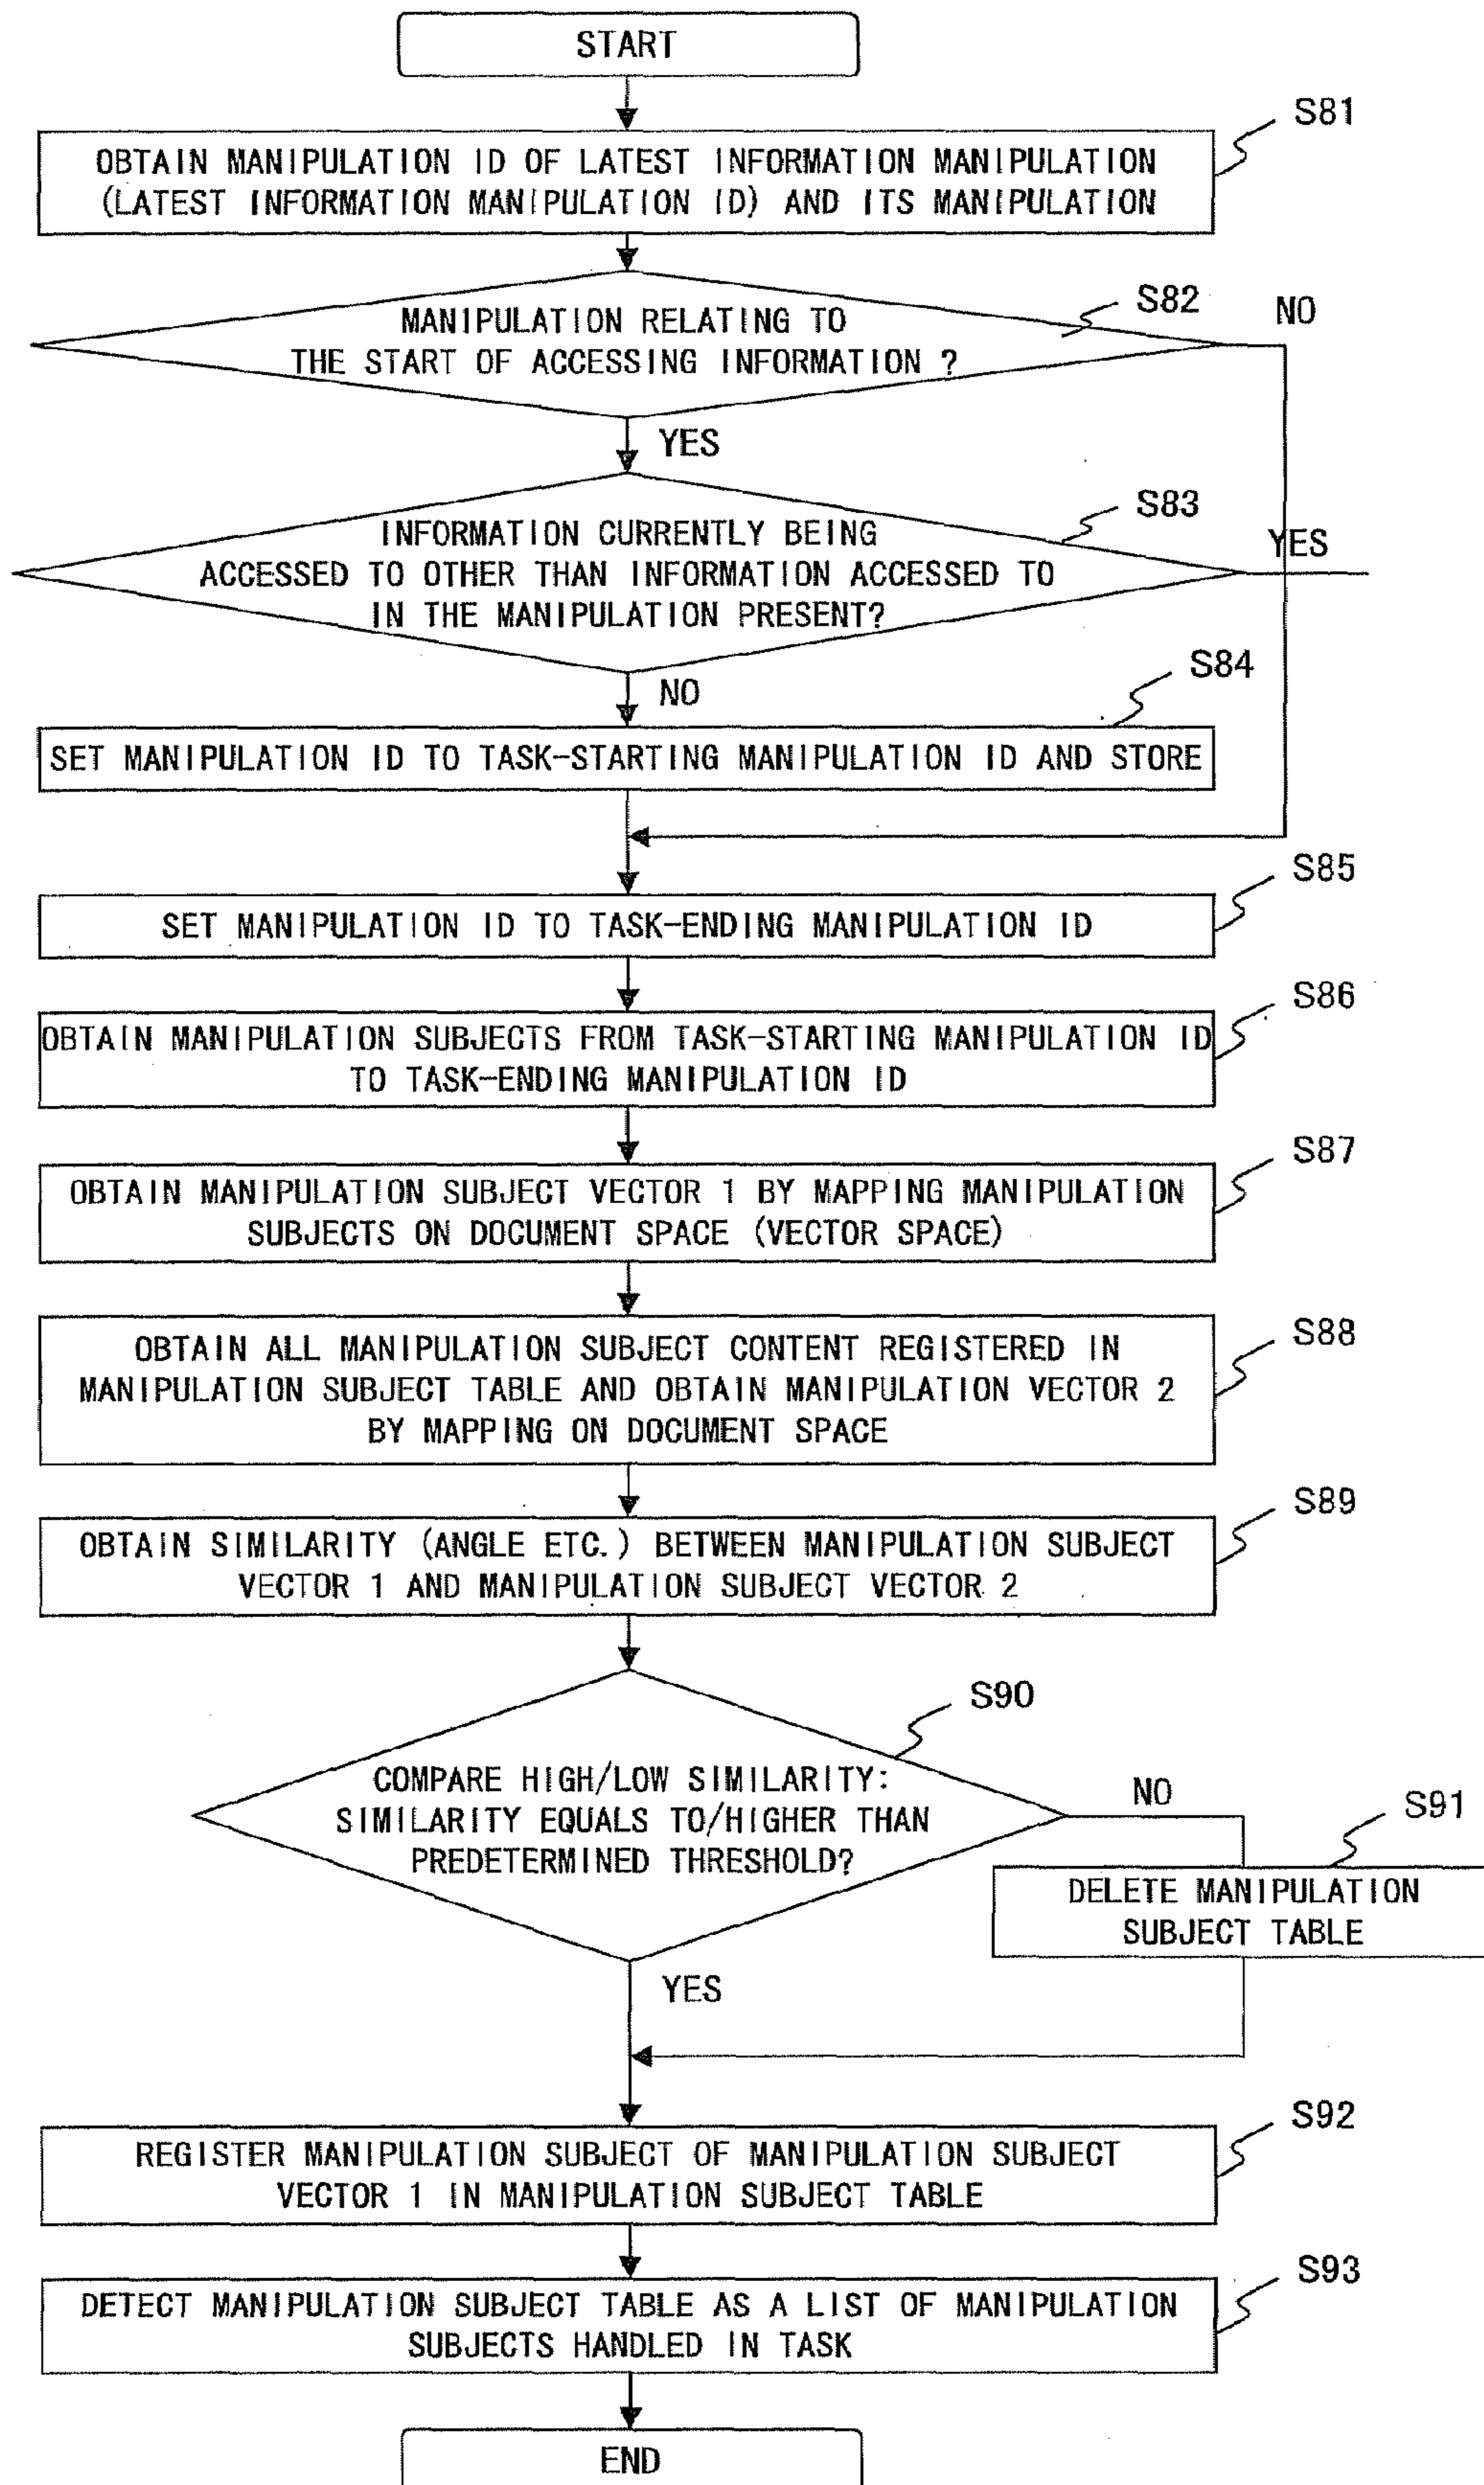 START
S81
OBTAIN MANIPULATION ID OF LATEST INFORMATION MANIPULATION
(LATEST INFORMATION MANIPULATION ID) AND ITS MANIPULATION
S82
NO
MANIPULATION RELATING TO
THE START OF ACCESSING INFORMATION ?
YES
S83
INFORMATION CURRENTLY BEING
YES
ACCESSED TO OTHER THAN INFORMATION ACCESSED TO
IN THE MANIPULATION PRESENT?
S84
NO
SET MANIPULATION ID TO TASK-STARTING MANIPULATION ID AND STORE
S85
SET MANIPULATION ID TO TASK-ENDING MANIPULATION ID
S86
OBTAIN MANIPULATION SUBJECTS FROM TASK-STARTING MANIPULATION ID
TO TASK-ENDING MANIPULATION ID
S87
OBTAIN MANIPULATION SUBJECT VECTOR 1 BY MAPPING MANIPULATION
SUBJECTS ON DOCUMENT SPACE (VECTOR SPACE)
S88
OBTAIN ALL MANIPULATION SUBJECT CONTENT REGISTERED IN
MANIPULATION SUBJECT TABLE AND OBTAIN MANIPULATION VECTOR 2
BY MAPPING ON DOCUMENT SPACE
S89
OBTAIN SIMILARITY (ANGLE ETC.) BETWEEN MANIPULATION SUBJECT
VECTOR 1 AND MANIPULATION SUBJECT VECTOR 2
S90
COMPARE HIGH/LOW SIMILARITY:
SIMILARITY EQUALS TO/HIGHER THAN
PREDETERMINED THRESHOLD?
NO
S91
DELETE MANIPULATION
SUBJECT TABLE
YES
S92
REGISTER MANIPULATION SUBJECT OF MANIPULATION SUBJECT
VECTOR 1 IN MANIPULATION SUBJECT TABLE
S93
DETECT MANIPULATION SUBJECT TABLE AS A LIST OF MANIPULATION
SUBJECTS HANDLED IN TASK
END